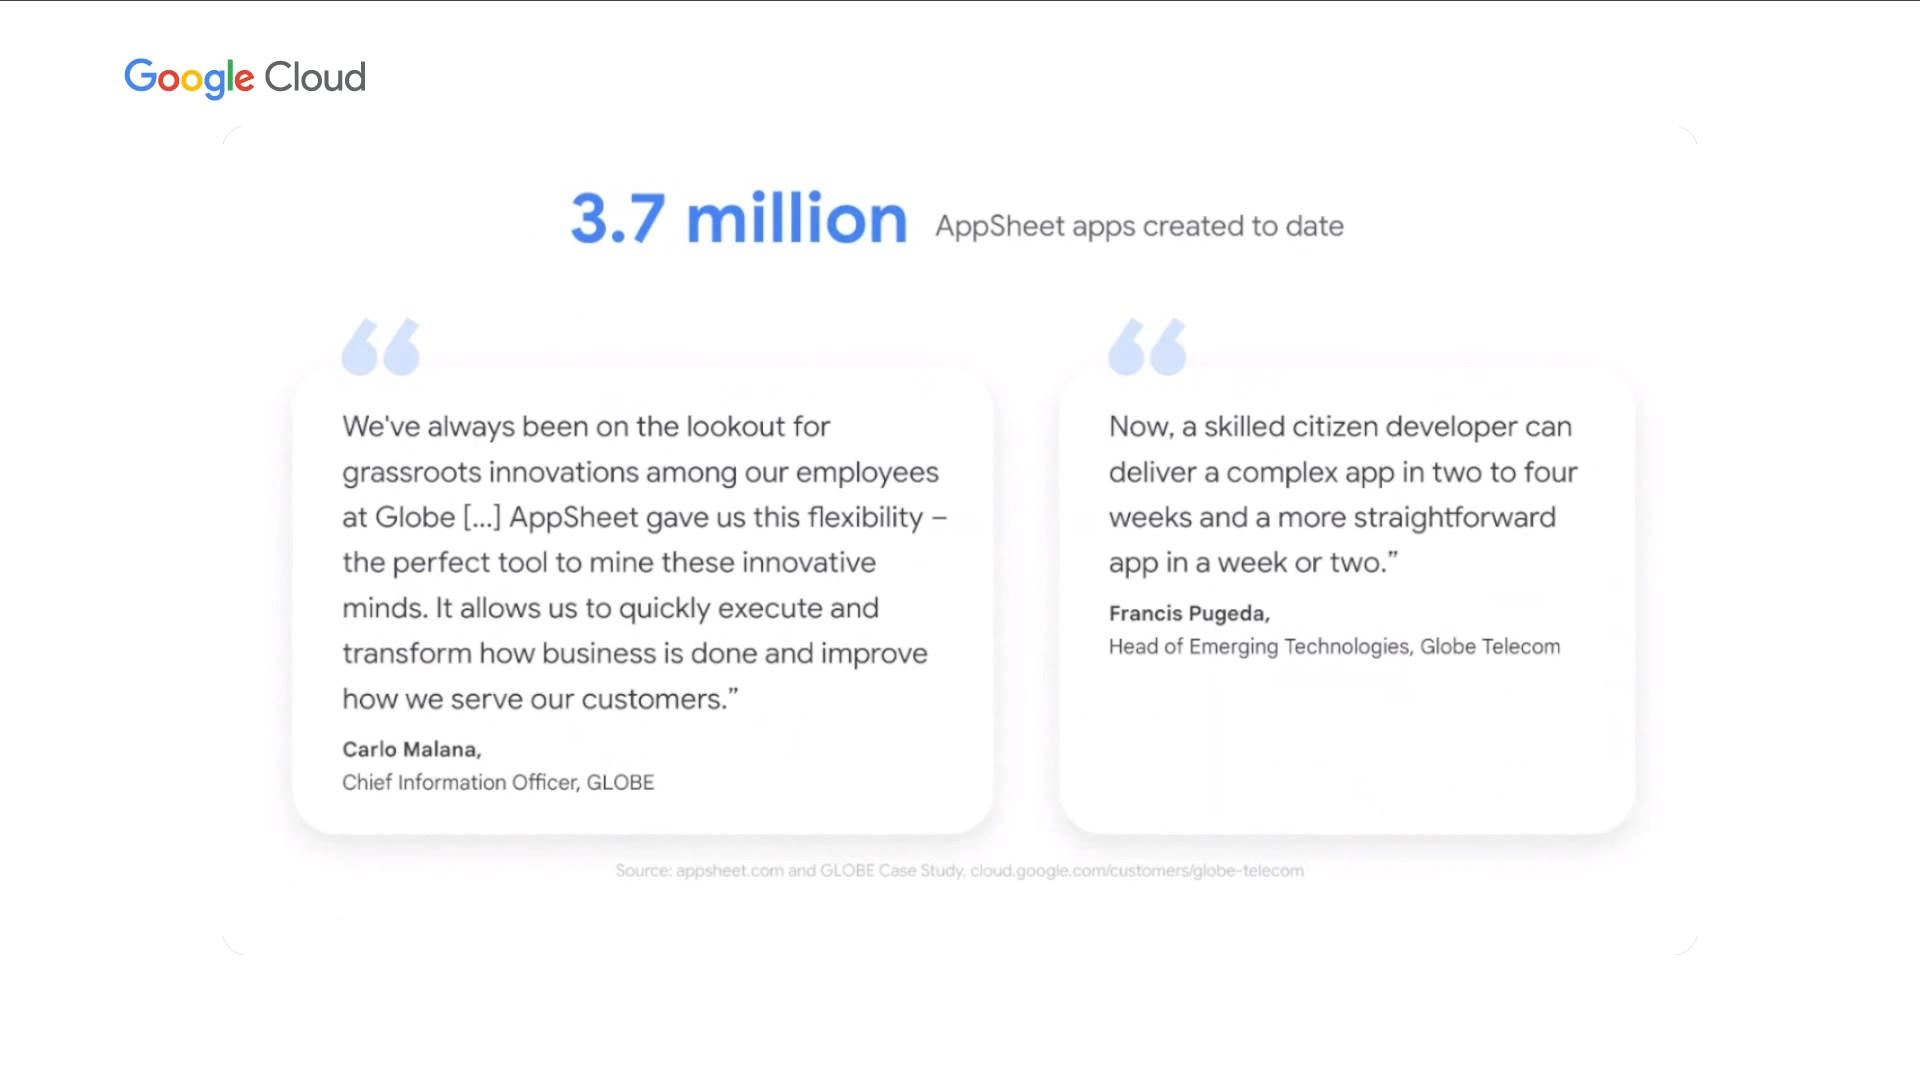 Google Cloud
3.7 million AppSheet apps created to date
“
We've always been on the lookout for
grassroots innovations among our employees
at Globe [...] AppSheet gave us this flexibility –
the perfect tool to mine these innovative
minds. It allows us to quickly execute and
transform how business is done and improve
how we serve our customers.”
Carlo Malana,
Chief Information Officer, GLOBE
“
Now, a skilled citizen developer can
deliver a complex app in two to four
weeks and a more straightforward
app in a week or two.”
Francis Pugeda,
Head of Emerging Technologies, Globe Telecom
Source: appsheet.com and GLOBE Case Study, cloud.google.com/customers/globe-telecom